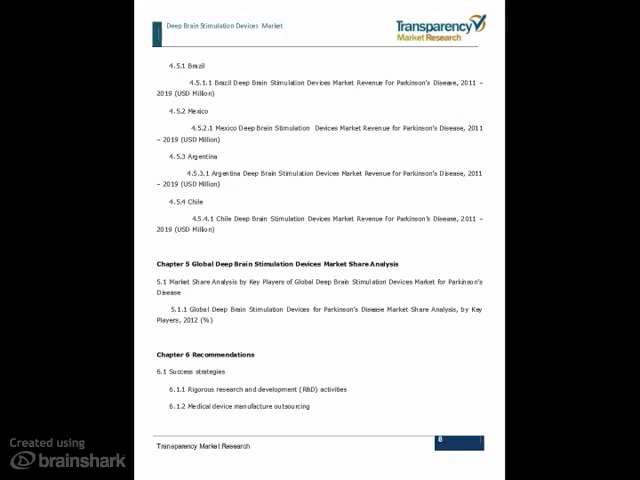 Deep Brain Stimulation Devices Market
Transparency
Market Research
4.5.1 Brazil
4.5.1.1 Brazil Deep Brain Stimulation Devices Market Revenue for Parkinson's Disease, 2011 –
2019 (USD Million)
4.5.2 Mexico
4.5.2.1 Mexico Deep Brain Stimulation Devices Market Revenue for Parkinson's Disease, 2011
– 2019 (USD Million)
4.5.3 Argentina
4.5.3.1 Argentina Deep Brain Stimulation Devices Market Revenue for Parkinson's Disease, 2011
– 2019 (USD Million)
4.5.4 Chile
4.5.4.1 Chile Deep Brain Stimulation Devices Market Revenue for Parkinson's Disease, 2011 –
2019 (USD Million)
Chapter 5 Global Deep Brain Stimulation Devices Market Share Analysis
5.1 Market Share Analysis by Key Players of Global Deep Brain Stimulation Devices Market for Parkinson's
Disease
5.1.1 Global Deep Brain Stimulation Devices for Parkinson's Disease Market Share Analysis, by Key
Players, 2012 (%)
Chapter 6 Recommendations
6.1 Success strategies
6.1.1 Rigorous research and development (R&D) activities
6.1.2 Medical device manufacture outsourcing
Transparency Market Research
8
Created using
brainshark